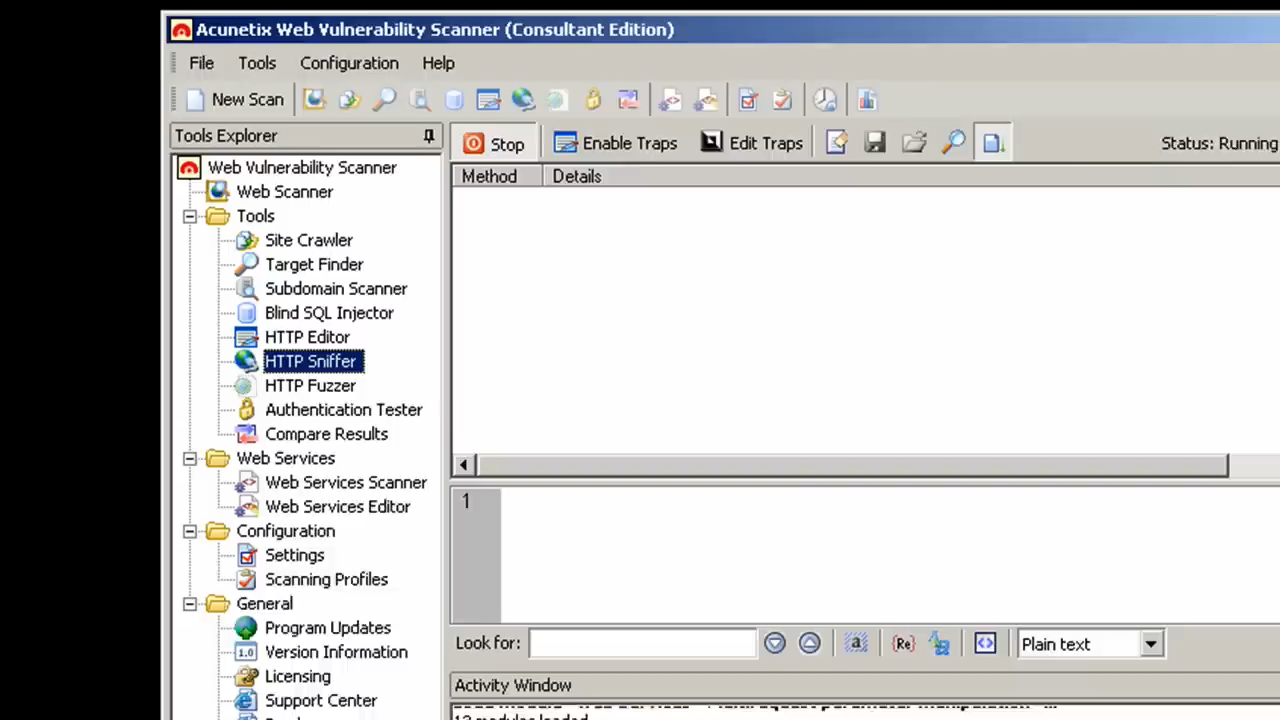 Acunetix Web Vulnerability Scanner (Consultant Edition)
File Tools Configuration Help
New Scan
Tools Explorer
Stop Enable Traps Edit Traps Status: Running
Method Details
Web Vulnerability Scanner
Web Scanner
Tools
Site Crawler
Target Finder
Subdomain Scanner
Blind SQL Injector
HTTP Editor
HTTP Sniffer
HTTP Fuzzer
Authentication Tester
Compare Results
Web Services
Web Services Scanner
Web Services Editor
Configuration
Settings
Scanning Profiles
General
Program Updates
1.0 Version Information
Licensing
Support Center
1
Look for: a (Re) Plain text
Activity Window